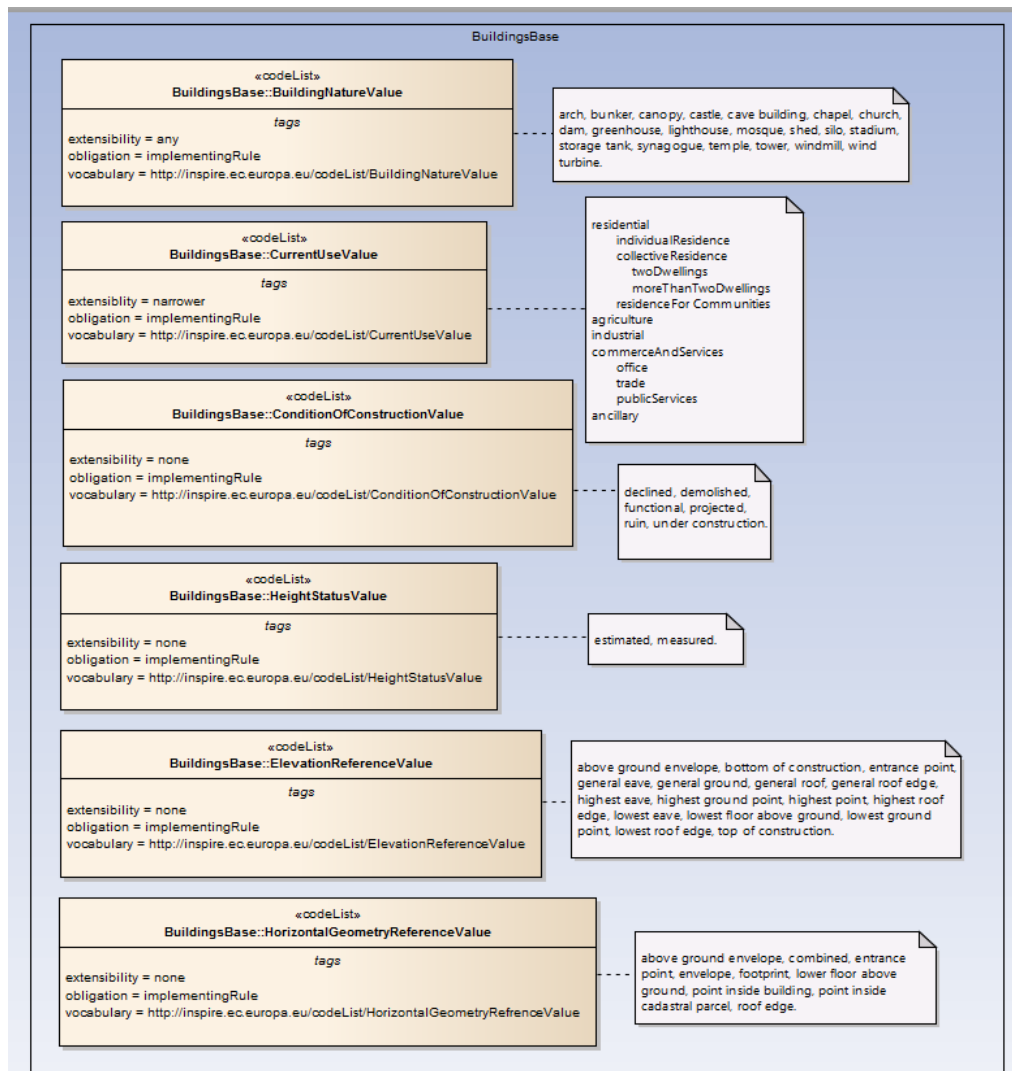 BuildingsBase
«codeList»
BuildingsBase::BuildingNatureValue
tags
extensibility = any
obligation = implementingRule
vocabulary = http://inspire.ec.europa.eu/codeList/BuildingNatureValue
arch, bunker, canopy, castle, cave building, chapel, church,
dam, greenhouse, lighthouse, mosque, shed, silo, stadium,
storage tank, synagogue, temple, tower, windmill, wind
turbine.
«codeList»
BuildingsBase::CurrentUseValue
tags
extensiblity = narrower
obligation = implementingRule
vocabulary = http://inspire.ec.europa.eu/codeList/CurrentUseValue
residential
individualResidence
collectiveResidence
twoDwellings
moreThanTwoDwellings
residenceFor Communities
agriculture
industrial
commerceAndServices
office
trade
publicServices
ancillary
«codeList»
BuildingsBase::ConditionOfConstructionValue
tags
extensibility = none
obligation = implementingRule
vocabulary = http://inspire.ec.europa.eu/codeList/ConditionOfConstructionValue
declined, demolished,
functional, projected,
ruin, under construction.
«codeList»
BuildingsBase::HeightStatusValue
tags
extensibility = none
obligation = implementingRule
vocabulary = http://inspire.ec.europa.eu/codeList/HeightStatusValue
estimated, measured.
«codeList»
BuildingsBase::ElevationReferenceValue
tags
extensibility = none
obligation = implementingRule
vocabulary = http://inspire.ec.europa.eu/codeList/ElevationReferenceValue
above ground envelope, bottom of construction, entrance point,
general eave, general ground, general roof, general roof edge,
highest eave, highest ground point, highest point, highest roof
edge, lowest eave, lowest floor above ground, lowest ground
point, lowest roof edge, top of construction.
«codeList»
BuildingsBase::HorizontalGeometryReferenceValue
tags
extensibility = none
obligation = implementingRule
vocabulary = http://inspire.ec.europa.eu/codeList/HorizontalGeometryRefrenceValue
above ground envelope, combined, entrance
point, envelope, footprint, lower floor above
ground, point inside building, point inside
cadastral parcel, roof edge.